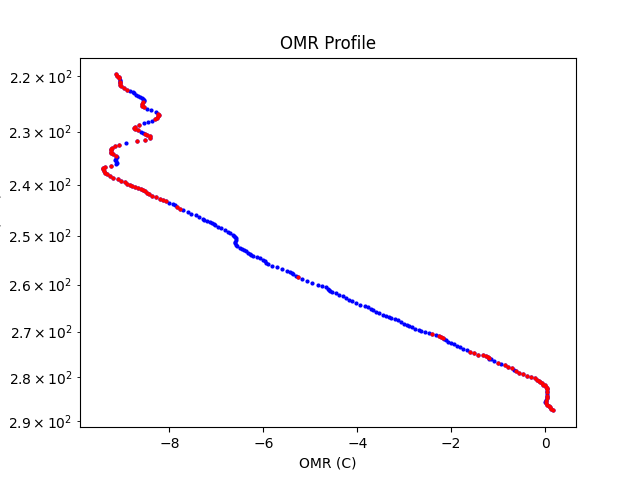 OMR Profile
2.2 × 10²
2.3 × 10²
2.4 × 10²
2.5 × 10²
2.6 × 10²
2.7 × 10²
2.8 × 10²
2.9 × 10²
−8 −6 −4 −2 0
OMR (C)